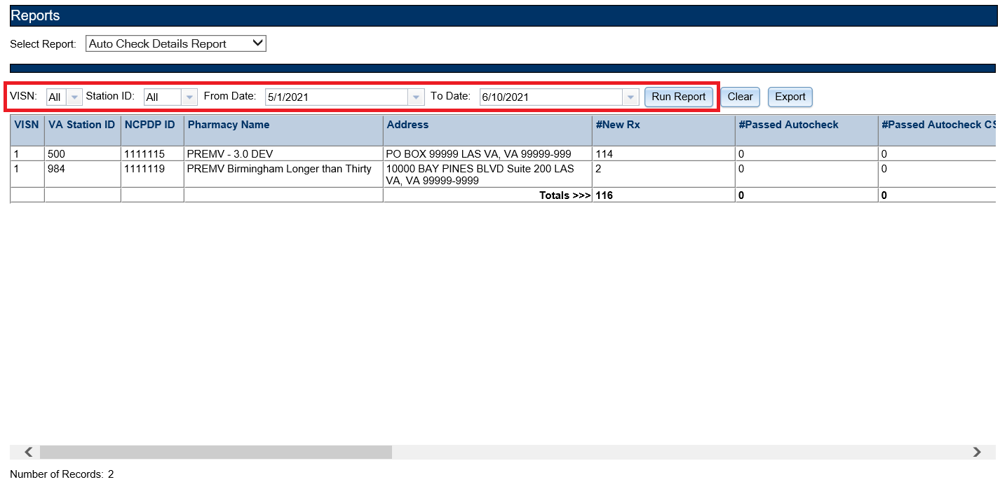 Reports
Select Report: Auto Check Details Report
VISN: All Station ID: All From Date: 5/1/2021 To Date: 6/10/2021 Run Report Clear Export
VISN VA Station ID NCPDP ID Pharmacy Name Address #New Rx #Passed Autocheck #Passed Autocheck CS
1 500 1111115 PREMV - 3.0 DEV PO BOX 99999 LAS VA, VA 99999-999 114 0 0
1 984 1111119 PREMV Birmingham Longer than Thirty 10000 BAY PINES BLVD Suite 200 LAS 2 0 0
VA, VA 99999-9999
Totals >>> 116 0 0
Number of Records: 2